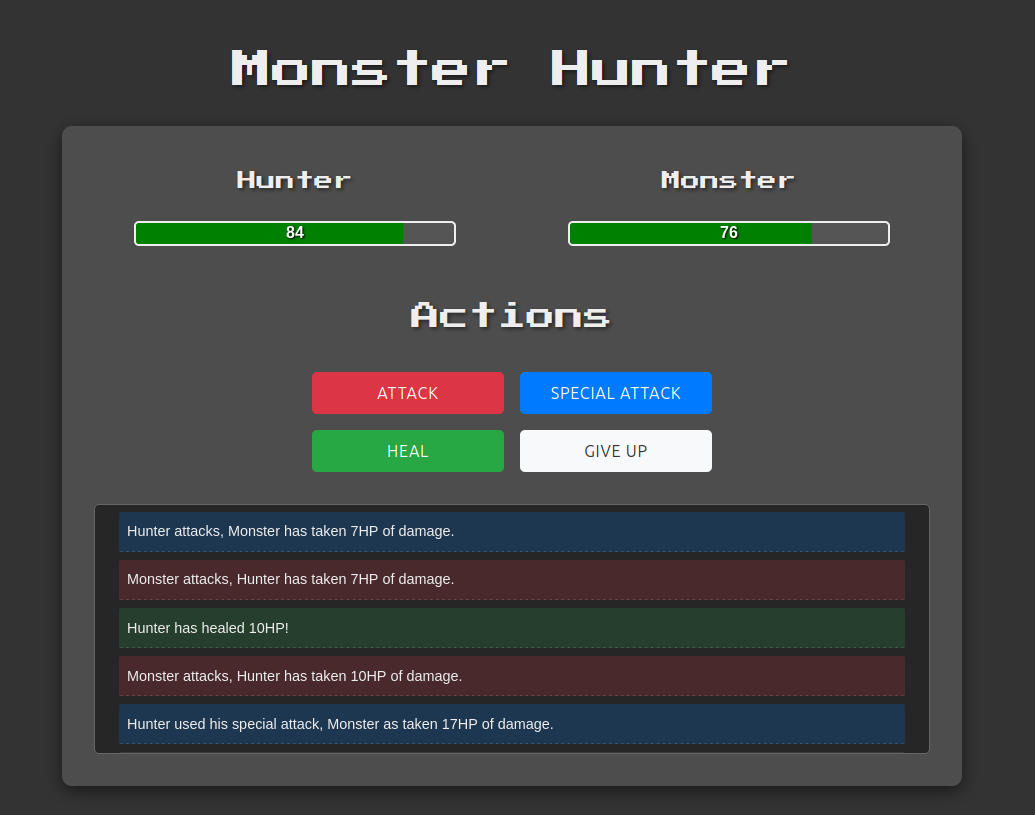 Monster Hunter
Hunter
Monster
84
76
Actions
ATTACK
SPECIAL ATTACK
HEAL
GIVE UP
Hunter attacks, Monster has taken 7HP of damage.
Monster attacks, Hunter has taken 7HP of damage.
Hunter has healed 10HP!
Monster attacks, Hunter has taken 10HP of damage.
Hunter used his special attack, Monster as taken 17HP of damage.